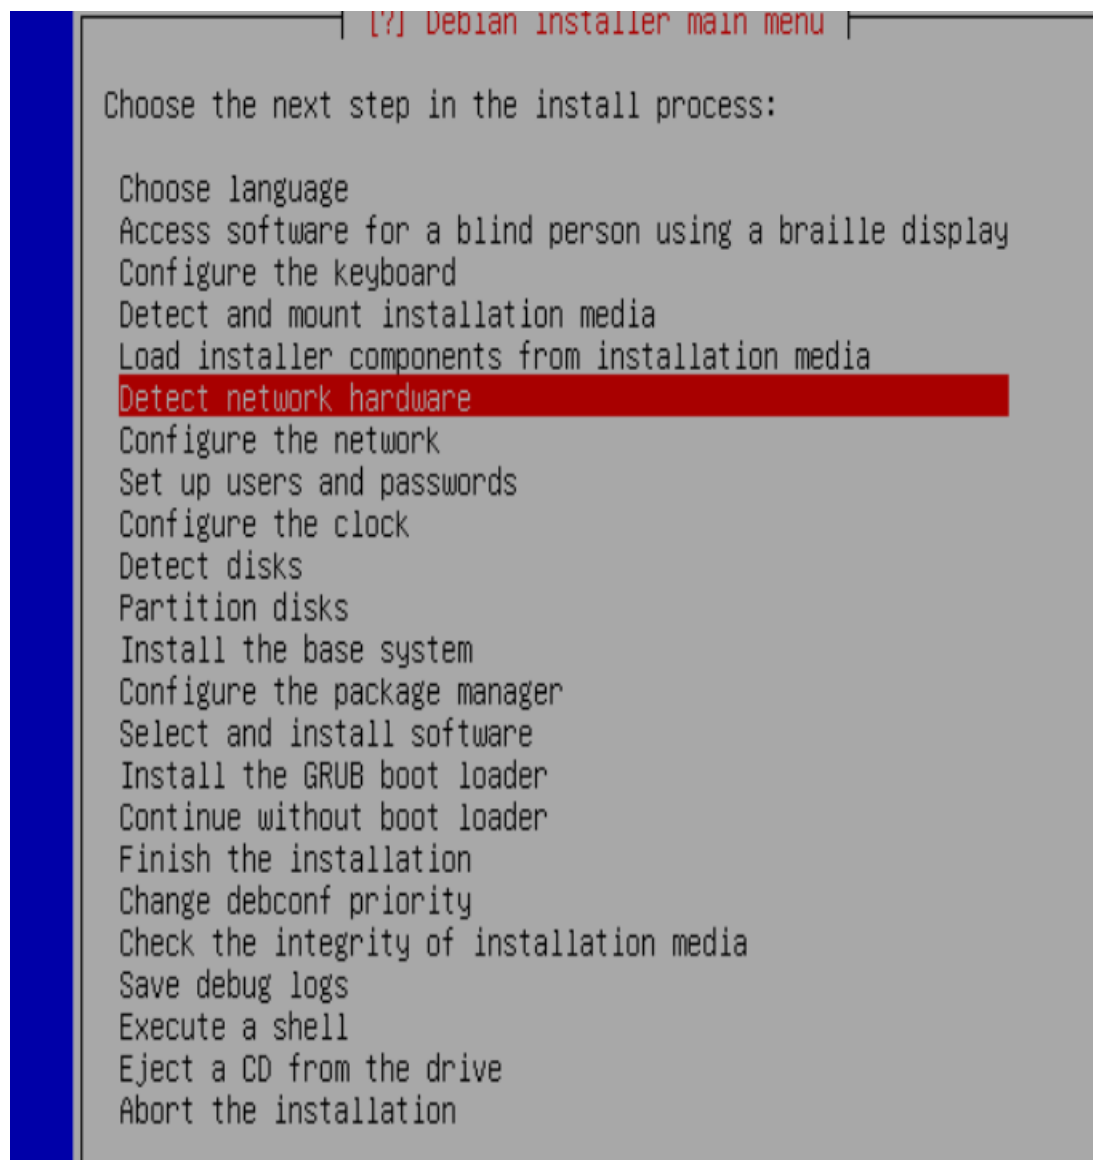 [?] Debian installer main menu
Choose the next step in the install process:
Choose language
Access software for a blind person using a braille display
Configure the keyboard
Detect and mount installation media
Load installer components from installation media
Detect network hardware
Configure the network
Set up users and passwords
Configure the clock
Detect disks
Partition disks
Install the base system
Configure the package manager
Select and install software
Install the GRUB boot loader
Continue without boot loader
Finish the installation
Change debconf priority
Check the integrity of installation media
Save debug logs
Execute a shell
Eject a CD from the drive
Abort the installation